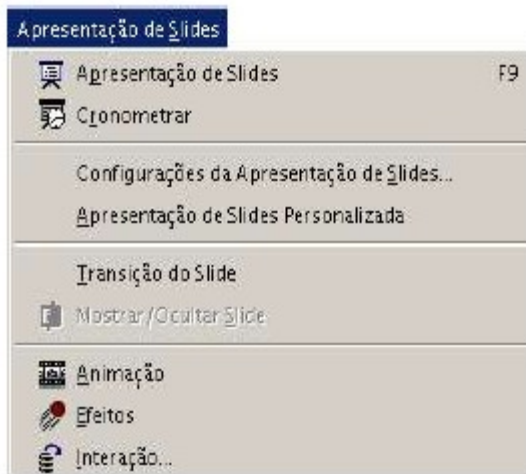 Apresentação de Slides
Apresentação de Slides F9
Cronometrar
Configurações da Apresentação de Slides...
Apresentação de Slides Personalizada
Transição do Slide
Mostrar/Ocultar Slide
Animação
Efeitos
Interação...